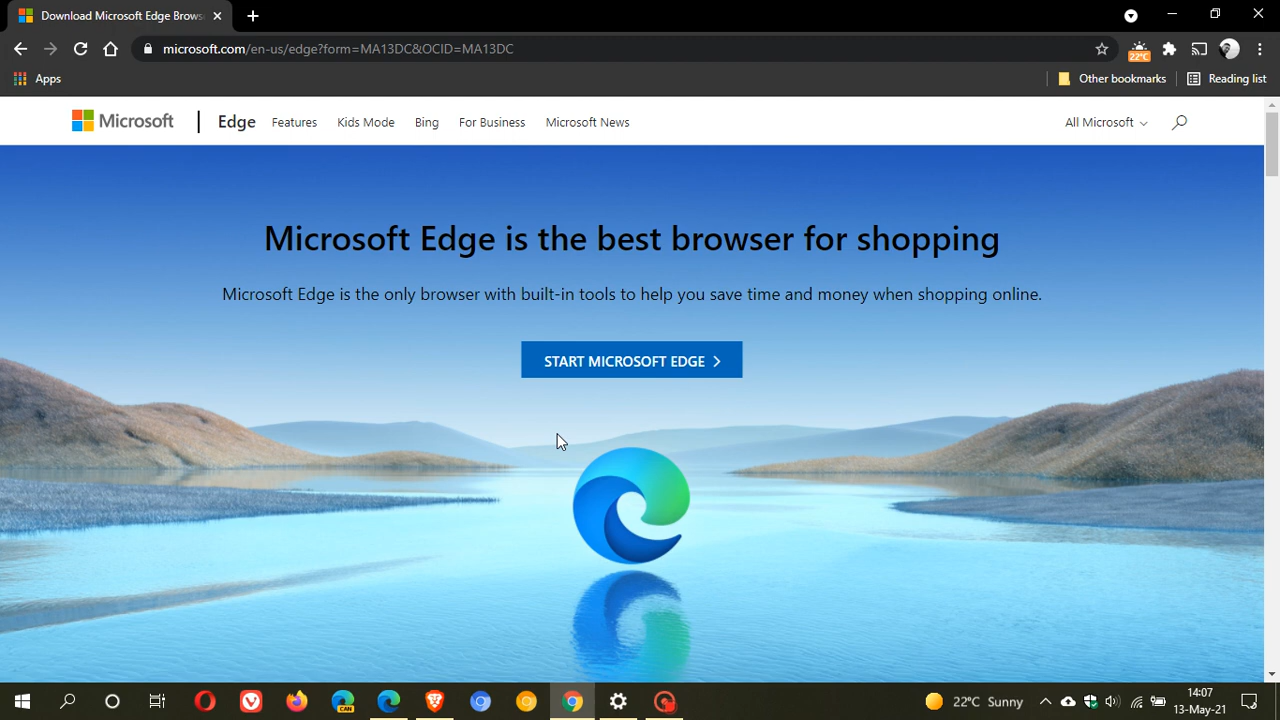 Download Microsoft Edge Brows
microsoft.com/en-us/edge?form=MA13DC&OCID=MA13DC
22°C
Apps
Other bookmarks
Reading list
Microsoft
Edge
Features
Kids Mode
Bing
For Business
Microsoft News
All Microsoft
Microsoft Edge is the best browser for shopping
Microsoft Edge is the only browser with built-in tools to help you save time and money when shopping online.
START MICROSOFT EDGE
CAN
22°C Sunny
14:07
13-May-21